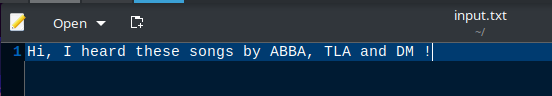 Open
input.txt
~/
1 Hi, I heard these songs by ABBA, TLA and DM !